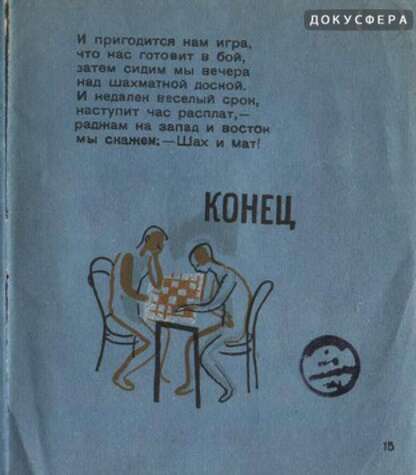 ДОКУСФЕРА
И пригодится нам игра,
что нас готовит в бой,
затем сидим мы вечера
над шахматной доской.
И недалек веселый срок,
наступит час расплат,—
раджам на запад и восток
мы скажем:—Шах и мат!
КОНЕЦ
15